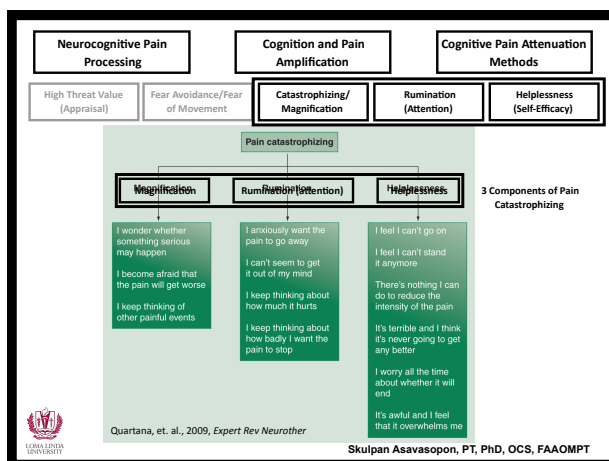 Neurocognitive Pain
Processing
Cognition and Pain
Amplification
Cognitive Pain Attenuation
Methods
High Threat Value
(Appraisal)
Fear Avoidance/Fear
of Movement
Catastrophizing/
Magnification
Rumination
(Attention)
Helplessness
(Self-Efficacy)
Pain catastrophizing
Magnification
Rumination (attention)
Helplessness
3 Components of Pain
Catastrophizing
I wonder whether
something serious
may happen
I become afraid that
the pain will get worse
I keep thinking of
other painful events
I anxiously want the
pain to go away
I can't seem to get
it out of my mind
I keep thinking about
how much it hurts
I keep thinking about
how badly I want the
pain to stop
I feel I can't go on
I feel I can't stand
it anymore
There's nothing I can
do to reduce the
intensity of the pain
It's terrible and I think
it's never going to get
any better
I worry all the time
about whether it will
end
It's awful and I feel
that it overwhelms me
Quartana, et. al., 2009, Expert Rev Neurother
LOMA LINDA
UNIVERSITY
Skulpan Asavasopon, PT, PhD, OCS, FAAOMPT